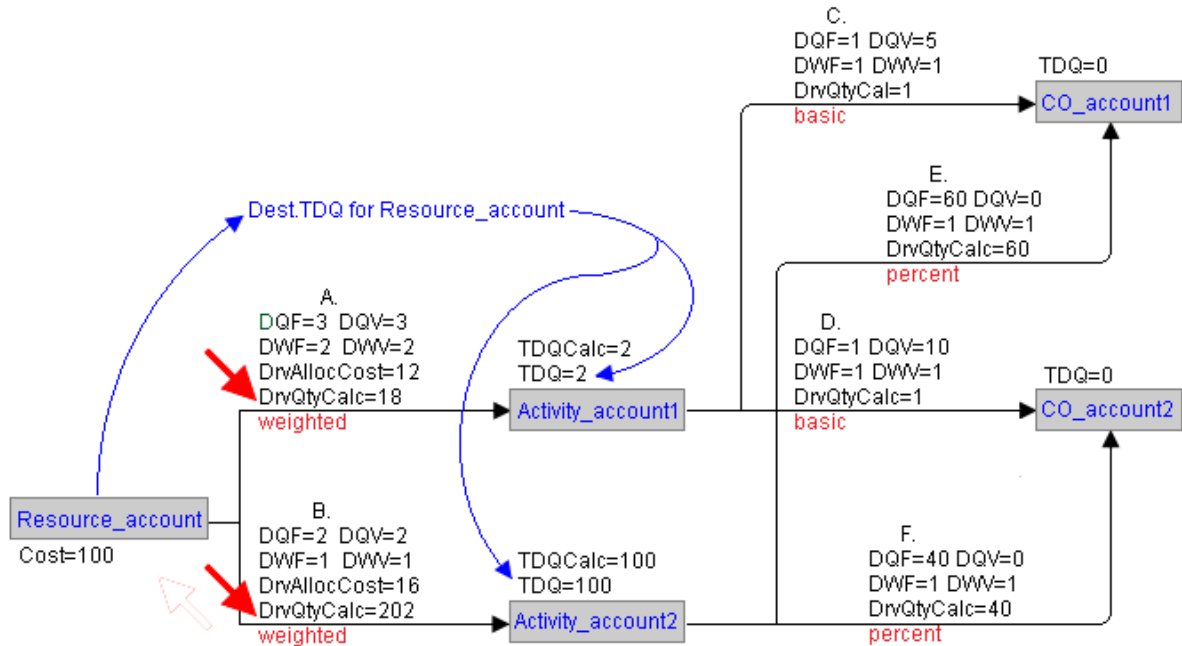 C.
DQF=1 DQV=5
DWF=1 DWV=1
DrvQtyCal=1
basic
TDQ=0
CO_account1
E.
DQF=60 DQV=0
DWF=1 DWV=1
DrvQtyCalc=60
percent
Dest.TDQ for Resource_account
A.
DQF=3 DQV=3
DWF=2 DWV=2
DrvAllocCost=12
DrvQtyCalc=18
weighted
TDQCalc=2
TDQ=2
Activity_account1
D.
DQF=1 DQV=10
DWF=1 DWV=1
DrvQtyCalc=1
basic
TDQ=0
CO_account2
Resource_account
Cost=100
B.
DQF=2 DQV=2
DWF=1 DWV=1
DrvAllocCost=16
DrvQtyCalc=202
weighted
TDQCalc=100
TDQ=100
Activity_account2
F.
DQF=40 DQV=0
DWF=1 DWV=1
DrvQtyCalc=40
percent